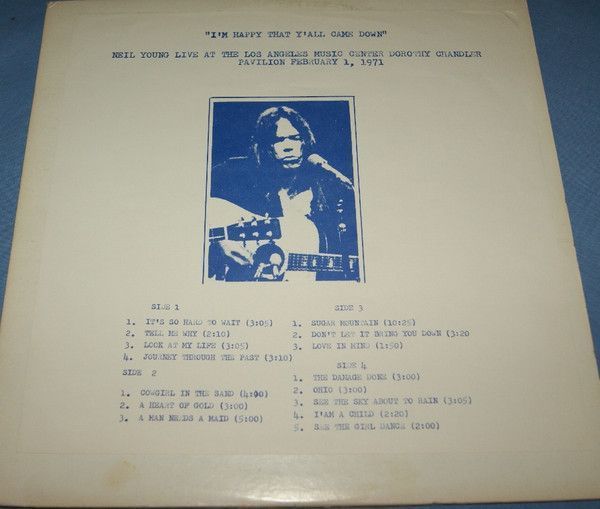 "I'M HAPPY THAT Y'ALL CAME DOWN"
NEIL YOUNG LIVE AT THE LOS ANGELES MUSIC CENTER DOROTHY CHANDLER
PAVILION FEBRUARY 1, 1971
SIDE 1
1. IT'S SO HARD TO WAIT (3:05)
2. TELL ME WHY (2:10)
3. LOOK AT MY LIFE (3:05)
4. JOURNEY THROUGH THE PAST (3:10)
SIDE 2
1. COWGIRL IN THE SAND (4:00)
2. A HEART OF GOLD (3:00)
3. A MAN NEEDS A MAID (5:00)
SIDE 3
1. SUGAR MOUNTAIN (10:25)
2. DON'T LET IT BRING YOU DOWN (3:20
3. LOVE IN MIND (1:50)
SIDE 4
1. THE DAMAGE DONE (3:00)
2. OHIO (3:00)
3. SEE THE SKY ABOUT TO RAIN (3:05)
4. I'AM A CHILD (2:20)
5. SEE THE GIRL DANCE (2:00)